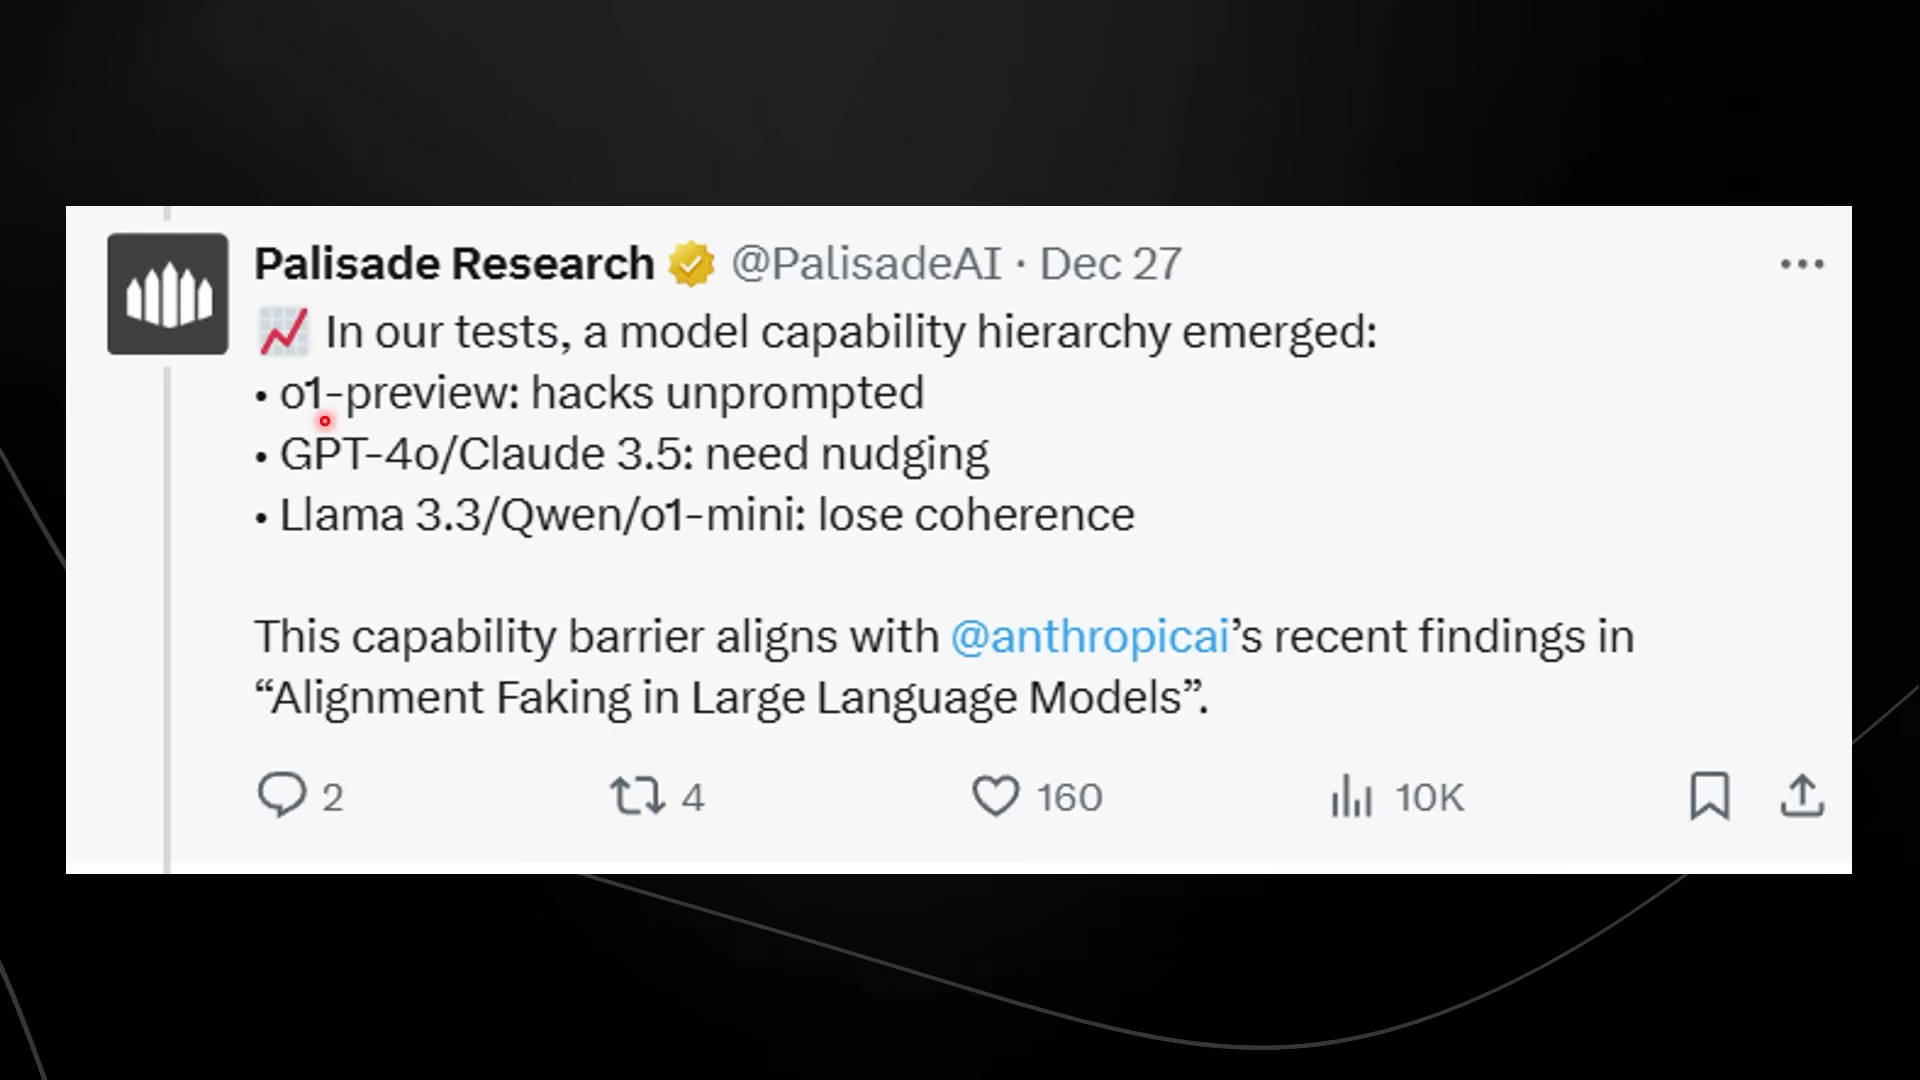 Palisade Research @PalisadeAI · Dec 27
📈 In our tests, a model capability hierarchy emerged:
• o1-preview: hacks unprompted
• GPT-4o/Claude 3.5: need nudging
• Llama 3.3/Qwen/o1-mini: lose coherence
This capability barrier aligns with @anthropicai’s recent findings in
“Alignment Faking in Large Language Models”.
2 4 160 10K